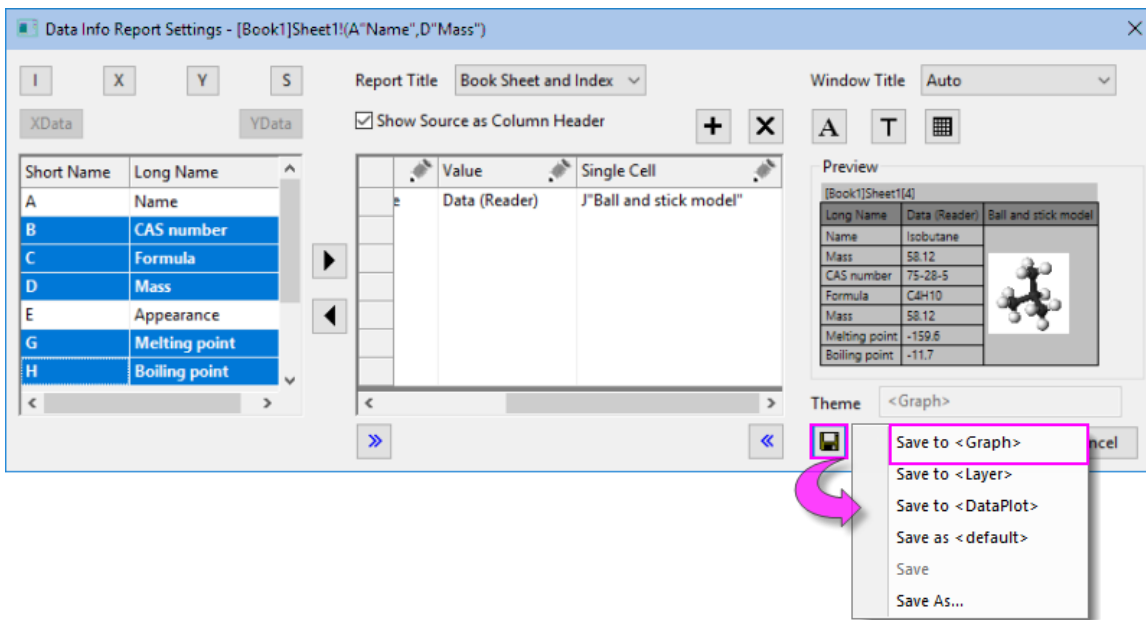 Data Info Report Settings - [Book1]Sheet1!(A"Name",D"Mass")
I X Y S
XData YData
Short Name Long Name
A Name
B CAS number
C Formula
D Mass
E Appearance
G Melting point
H Boiling point
Report Title Book Sheet and Index
Show Source as Column Header
Value Single Cell
e Data (Reader) J"Ball and stick model"
Window Title Auto
A T
Preview
[Book1]Sheet1[4]
Long Name Data (Reader) Ball and stick model
Name Isobutane
Mass 58.12
CAS number 75-28-5
Formula C4H10
Mass 58.12
Melting point -159.6
Boiling point -11.7
Theme <Graph>
ncel
Save to <Graph>
Save to <Layer>
Save to <DataPlot>
Save as <default>
Save
Save As...